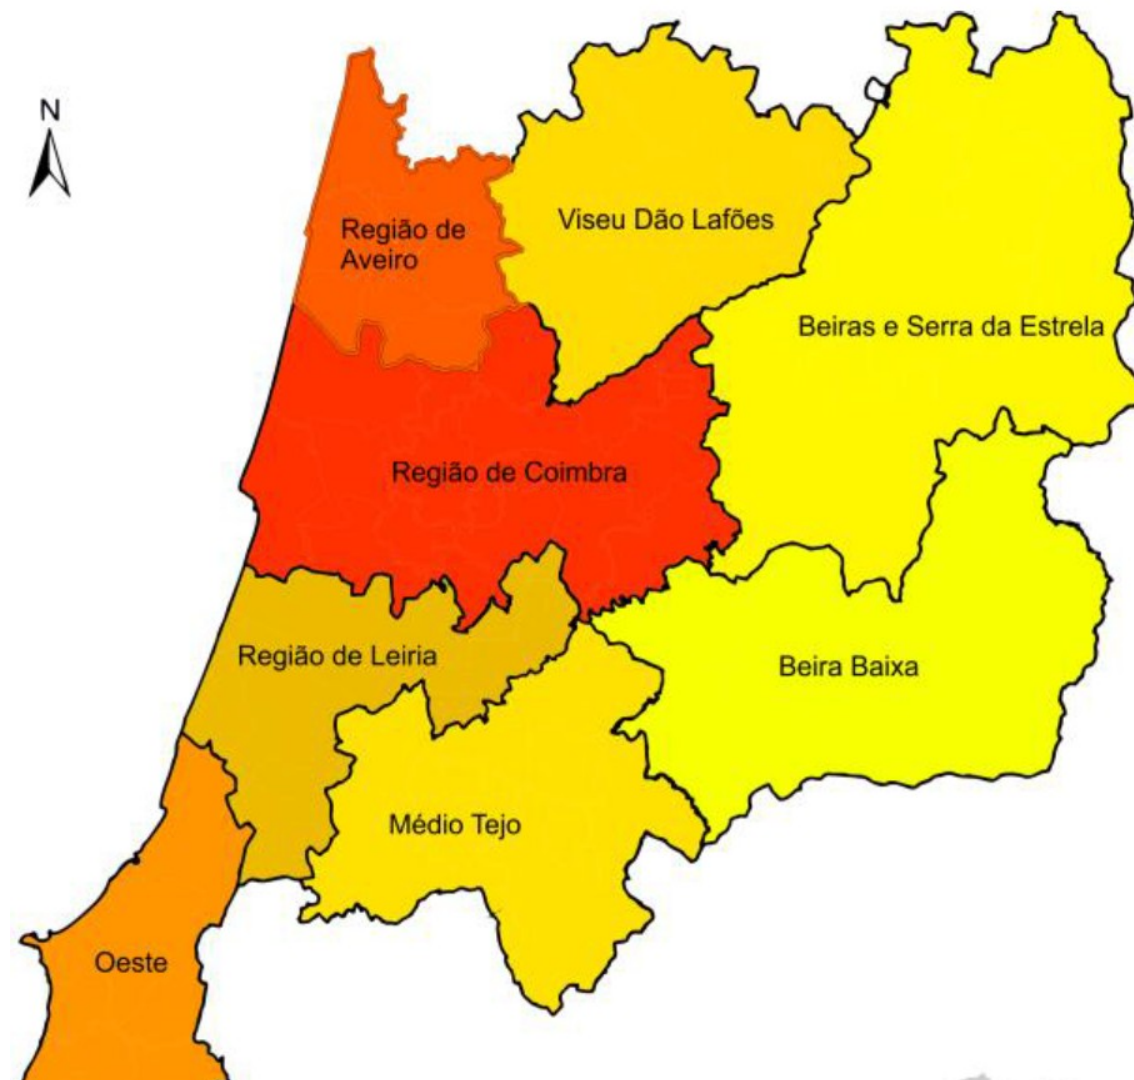 N
Viseu Dão Lafões
Região de
Aveiro
Beiras e Serra da Estrela
Região de Coimbra
Região de Leiria
Beira Baixa
Médio Tejo
Oeste